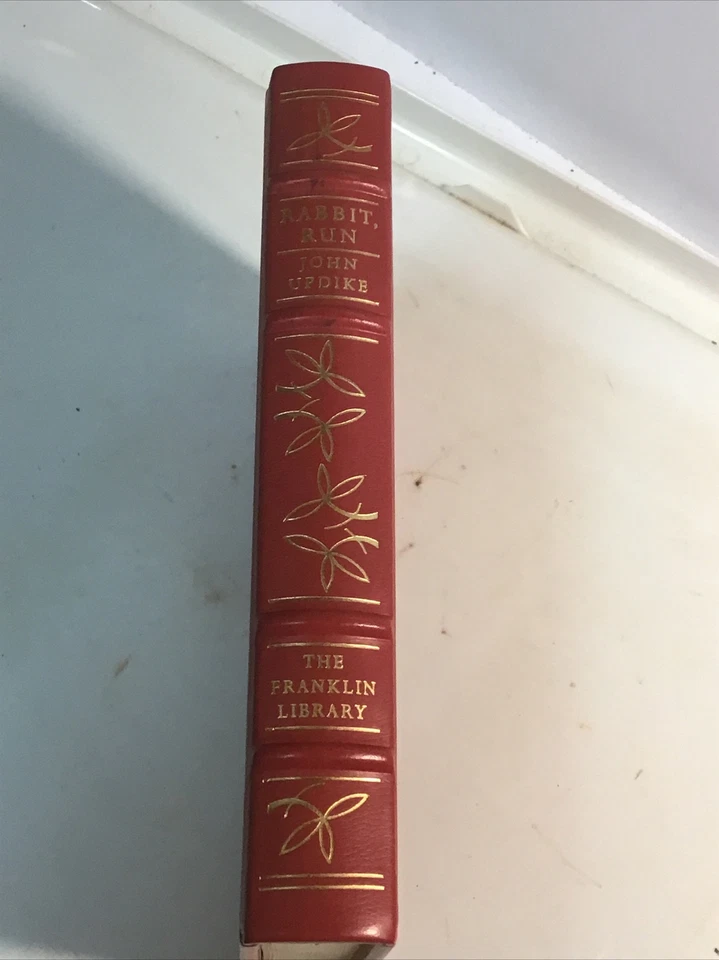 RABBIT,
RUN
JOHN
UPDIKE
THE
FRANKLIN
LIBRARY